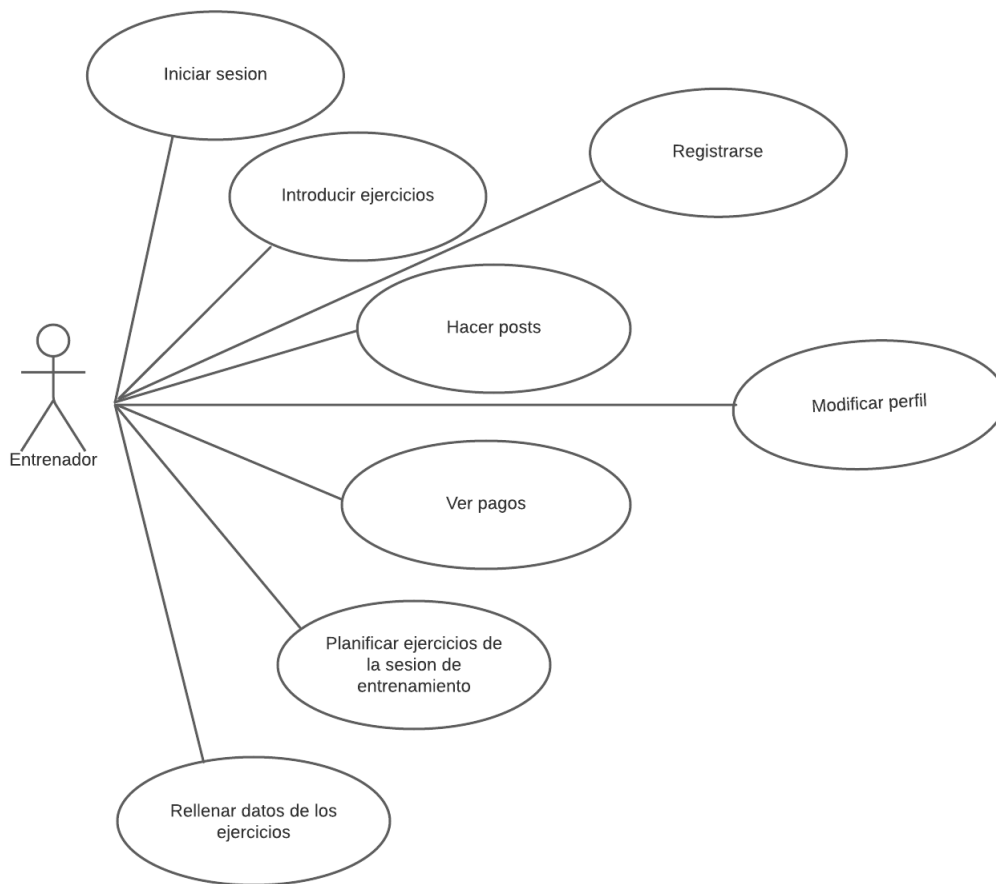 Iniciar sesion
Registrarse
Introducir ejercicios
Hacer posts
Modificar perfil
Entrenador
Ver pagos
Planificar ejercicios de
la sesion de
entrenamiento
Rellenar datos de los
ejercicios